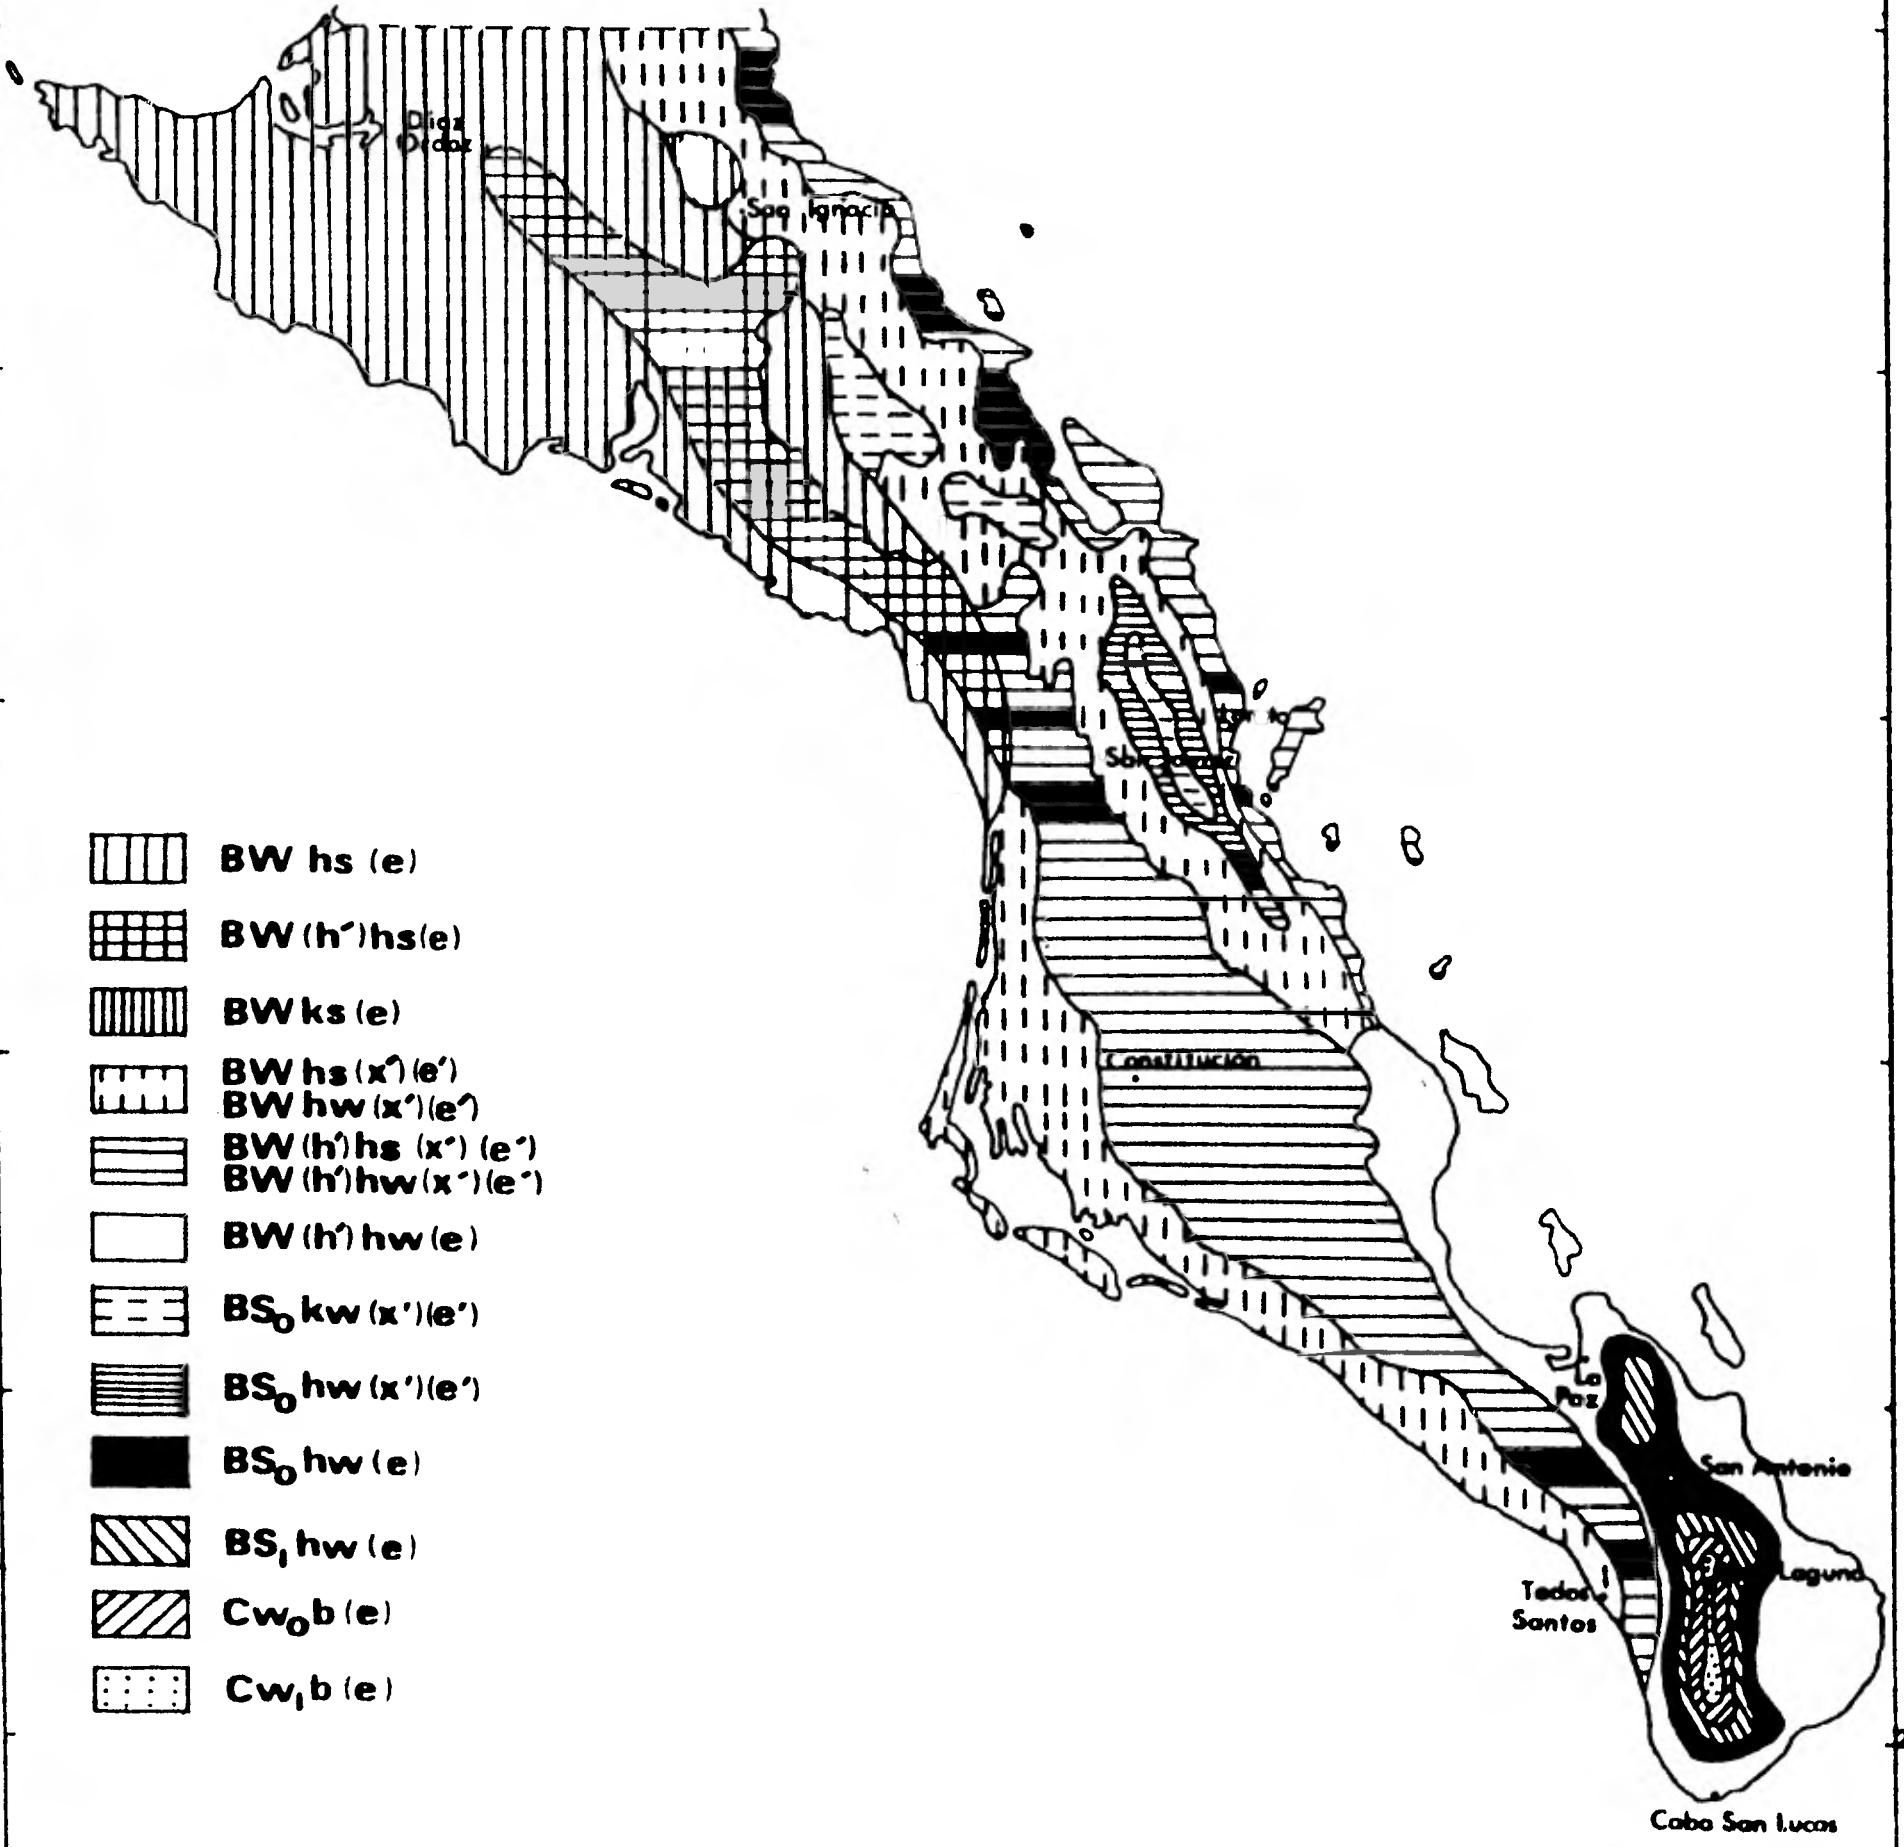 Diaz
Ordaz
San Ignacio
Constitución
La
Paz
San Antonio
Laguna
Todos
Santos
Cabo San Lucas
BW hs (e)
BW (h´) hs (e)
BW ks (e)
BW hs (x´) (e´)
BW hw (x´) (e´)
BW (h´) hs (x´) (e´)
BW (h´) hw (x´) (e´)
BW (h´) hw (e)
BS₀ kw (x´) (e´)
BS₀ hw (x´) (e´)
BS₀ hw (e)
BS₁ hw (e)
Cw₀ b (e)
Cw₁ b (e)